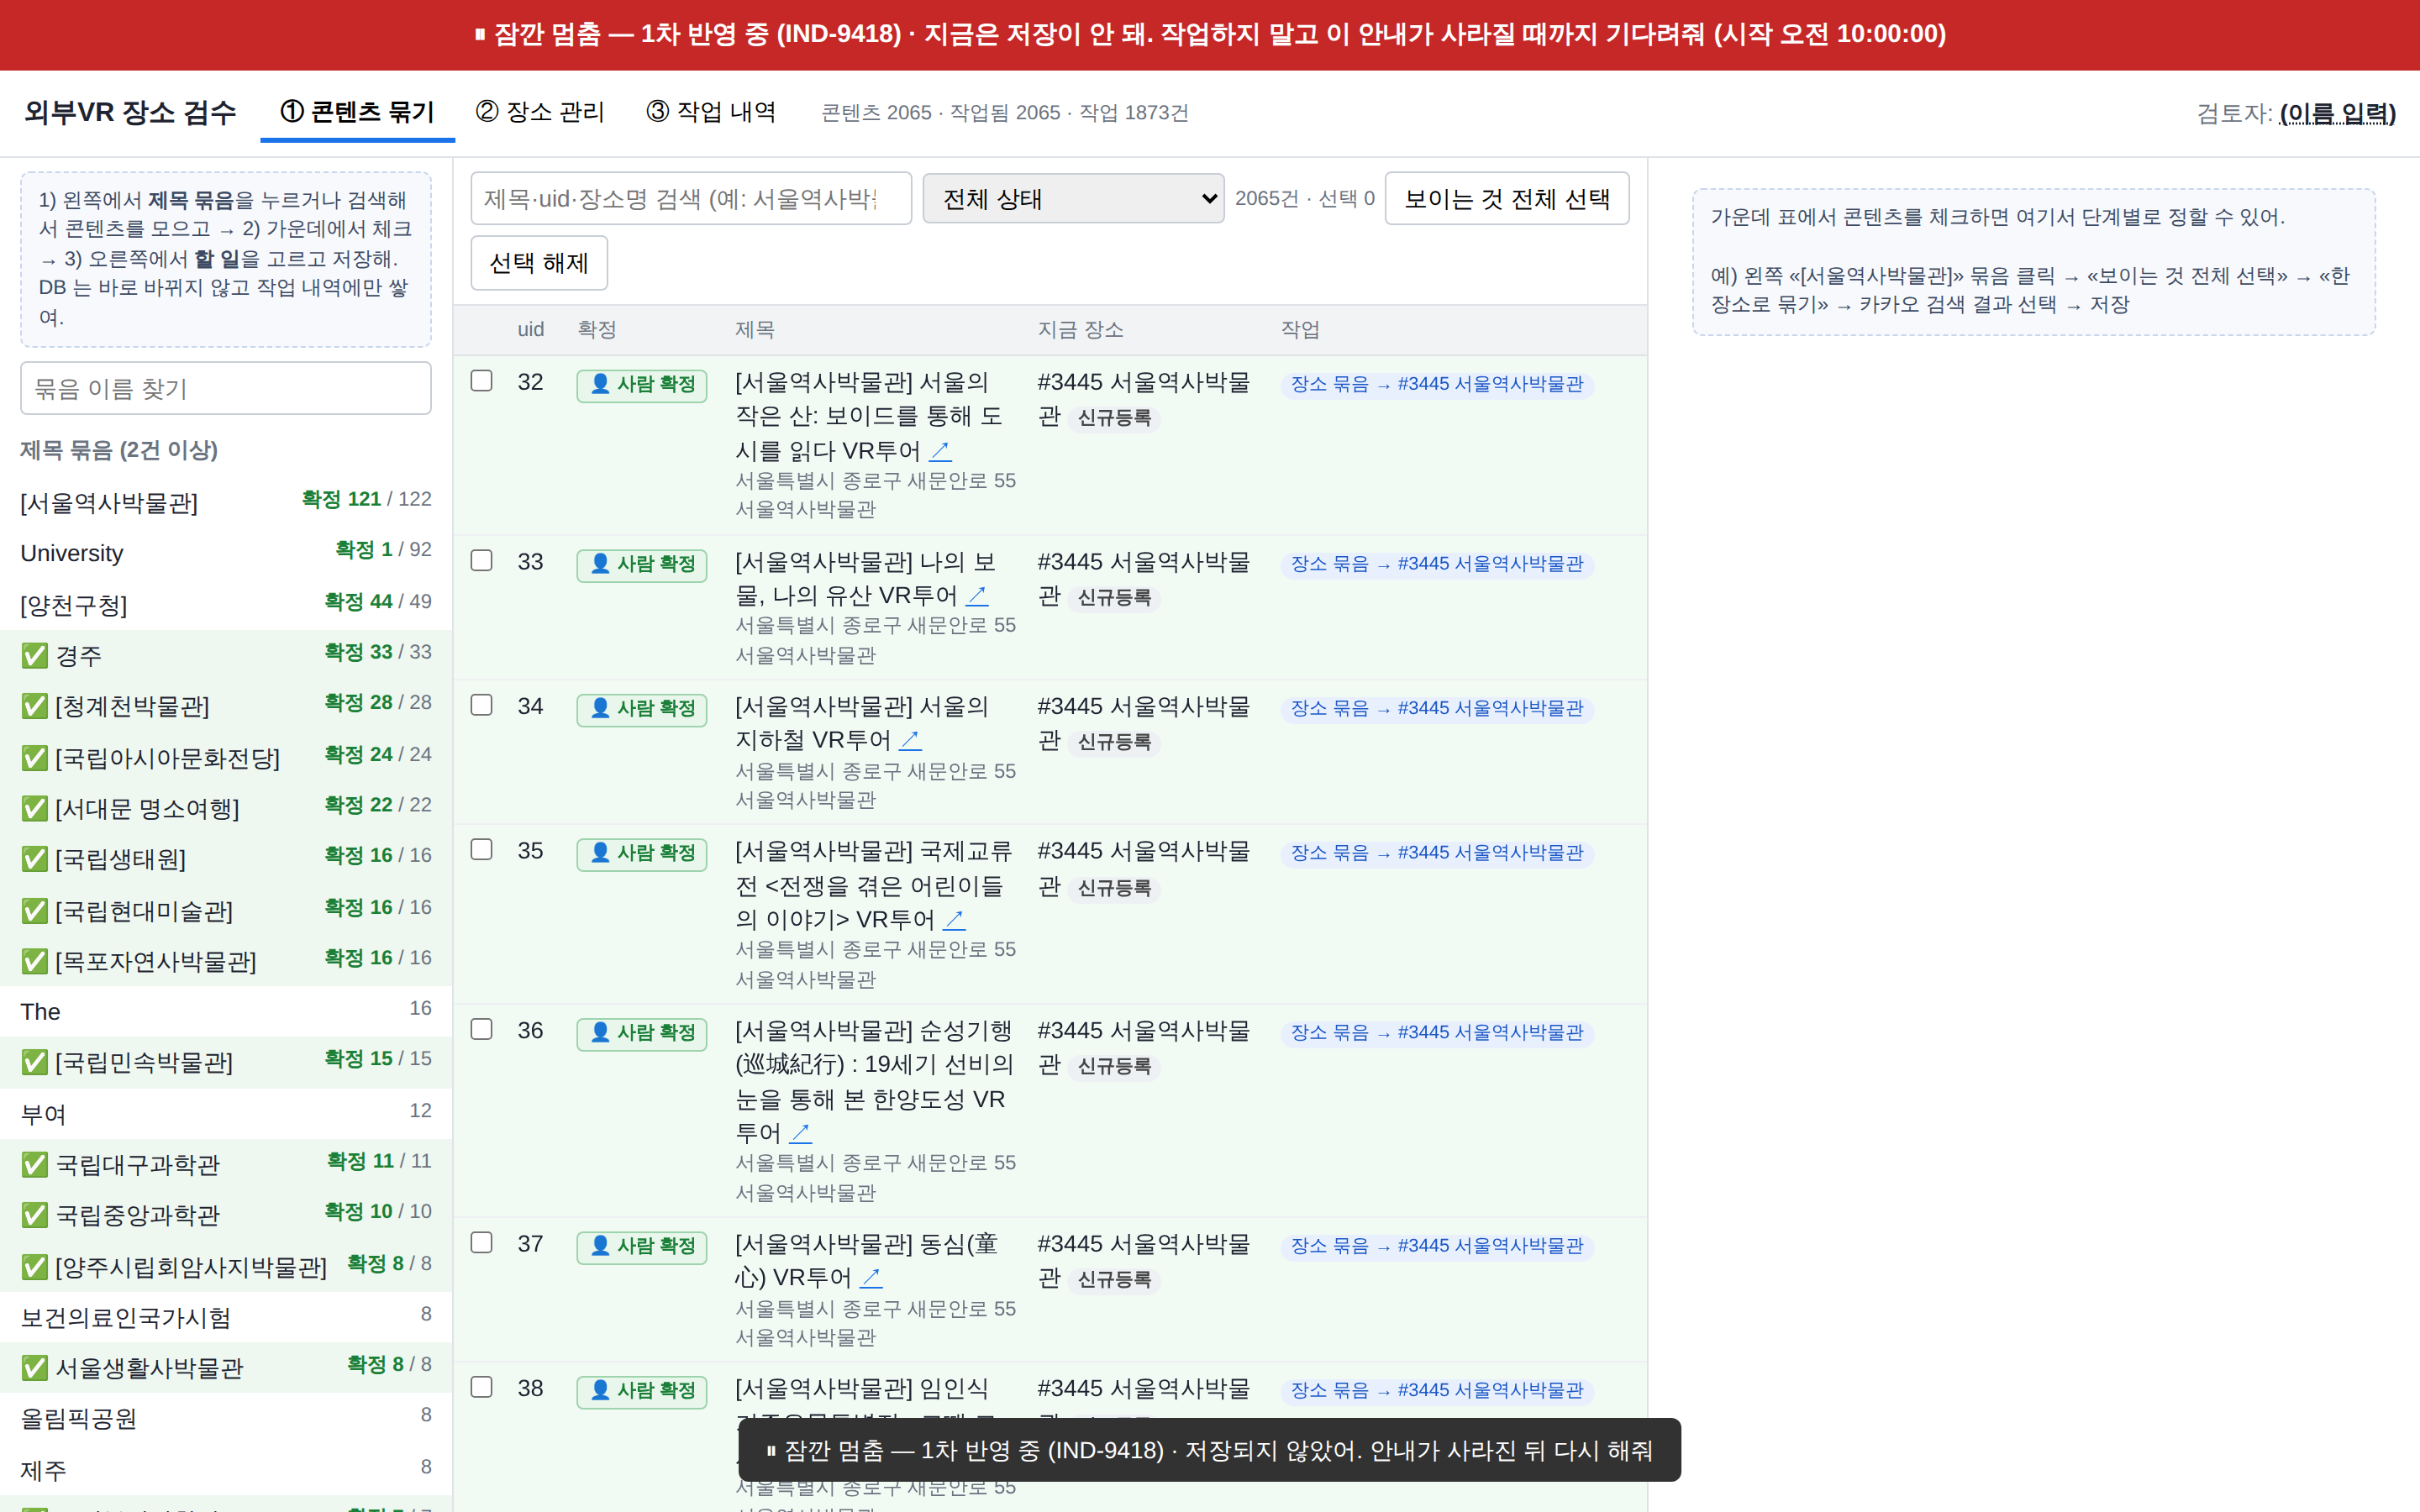 ⏸ 잠깐 멈춤 — 1차 반영 중 (IND-9418) · 지금은 저장이 안 돼. 작업하지 말고 이 안내가 사라질 때까지 기다려줘 (시작 오전 10:00:00)
외부VR 장소 검수
① 콘텐츠 묶기
② 장소 관리
③ 작업 내역
콘텐츠 2065 · 작업됨 2065 · 작업 1873건
검토자: (이름 입력)
1) 왼쪽에서 제목 묶음을 누르거나 검색해
서 콘텐츠를 모으고 → 2) 가운데에서 체크
→ 3) 오른쪽에서 할 일을 고르고 저장해.
DB 는 바로 바뀌지 않고 작업 내역에만 쌓
여.
묶음 이름 찾기
제목 묶음 (2건 이상)
[서울역사박물관] 확정 121 / 122
University 확정 1 / 92
[양천구청] 확정 44 / 49
✅ 경주 확정 33 / 33
✅ [청계천박물관] 확정 28 / 28
✅ [국립아시아문화전당] 확정 24 / 24
✅ [서대문 명소여행] 확정 22 / 22
✅ [국립생태원] 확정 16 / 16
✅ [국립현대미술관] 확정 16 / 16
✅ [목포자연사박물관] 확정 16 / 16
The 16
✅ [국립민속박물관] 확정 15 / 15
부여 12
✅ 국립대구과학관 확정 11 / 11
✅ 국립중앙과학관 확정 10 / 10
✅ [양주시립회암사지박물관] 확정 8 / 8
보건의료인국가시험 8
✅ 서울생활사박물관 확정 8 / 8
올림픽공원 8
제주 8
제목·uid·장소명 검색 (예: 서울역사박
전체 상태
2065건 · 선택 0
보이는 것 전체 선택
선택 해제
uid 확정 제목 지금 장소 작업
32 👤 사람 확정 [서울역사박물관] 서울의 #3445 서울역사박물 장소 묶음 → #3445 서울역사박물관
작은 산: 보이드를 통해 도 관 신규등록
시를 읽다 VR투어 ↗
서울특별시 종로구 새문안로 55
서울역사박물관
33 👤 사람 확정 [서울역사박물관] 나의 보 #3445 서울역사박물 장소 묶음 → #3445 서울역사박물관
물, 나의 유산 VR투어 ↗ 관 신규등록
서울특별시 종로구 새문안로 55
서울역사박물관
34 👤 사람 확정 [서울역사박물관] 서울의 #3445 서울역사박물 장소 묶음 → #3445 서울역사박물관
지하철 VR투어 ↗ 관 신규등록
서울특별시 종로구 새문안로 55
서울역사박물관
35 👤 사람 확정 [서울역사박물관] 국제교류 #3445 서울역사박물 장소 묶음 → #3445 서울역사박물관
전 <전쟁을 겪은 어린이들 관 신규등록
의 이야기> VR투어 ↗
서울특별시 종로구 새문안로 55
서울역사박물관
36 👤 사람 확정 [서울역사박물관] 순성기행 #3445 서울역사박물 장소 묶음 → #3445 서울역사박물관
(巡城紀行) : 19세기 선비의 관 신규등록
눈을 통해 본 한양도성 VR
투어 ↗
서울특별시 종로구 새문안로 55
서울역사박물관
37 👤 사람 확정 [서울역사박물관] 동심(童 #3445 서울역사박물 장소 묶음 → #3445 서울역사박물관
心) VR투어 ↗ 관 신규등록
서울특별시 종로구 새문안로 55
서울역사박물관
38 👤 사람 확정 [서울역사박물관] 임인식 #3445 서울역사박물 장소 묶음 → #3445 서울역사박물관
⏸ 잠깐 멈춤 — 1차 반영 중 (IND-9418) · 저장되지 않았어. 안내가 사라진 뒤 다시 해줘
서울특별시 종로구 새문안로 55
가운데 표에서 콘텐츠를 체크하면 여기서 단계별로 정할 수 있어.
예) 왼쪽 «[서울역사박물관]» 묶음 클릭 → «보이는 것 전체 선택» → «한
장소로 묶기» → 카카오 검색 결과 선택 → 저장